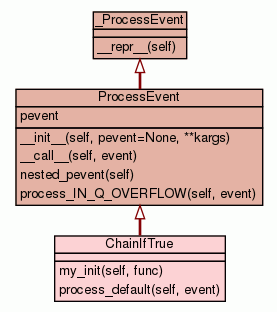 _ProcessEvent
__repr__(self)
ProcessEvent
pevent
__init__(self, pevent=None, **kargs)
__call__(self, event)
nested_pevent(self)
process_IN_Q_OVERFLOW(self, event)
ChainIfTrue
my_init(self, func)
process_default(self, event)